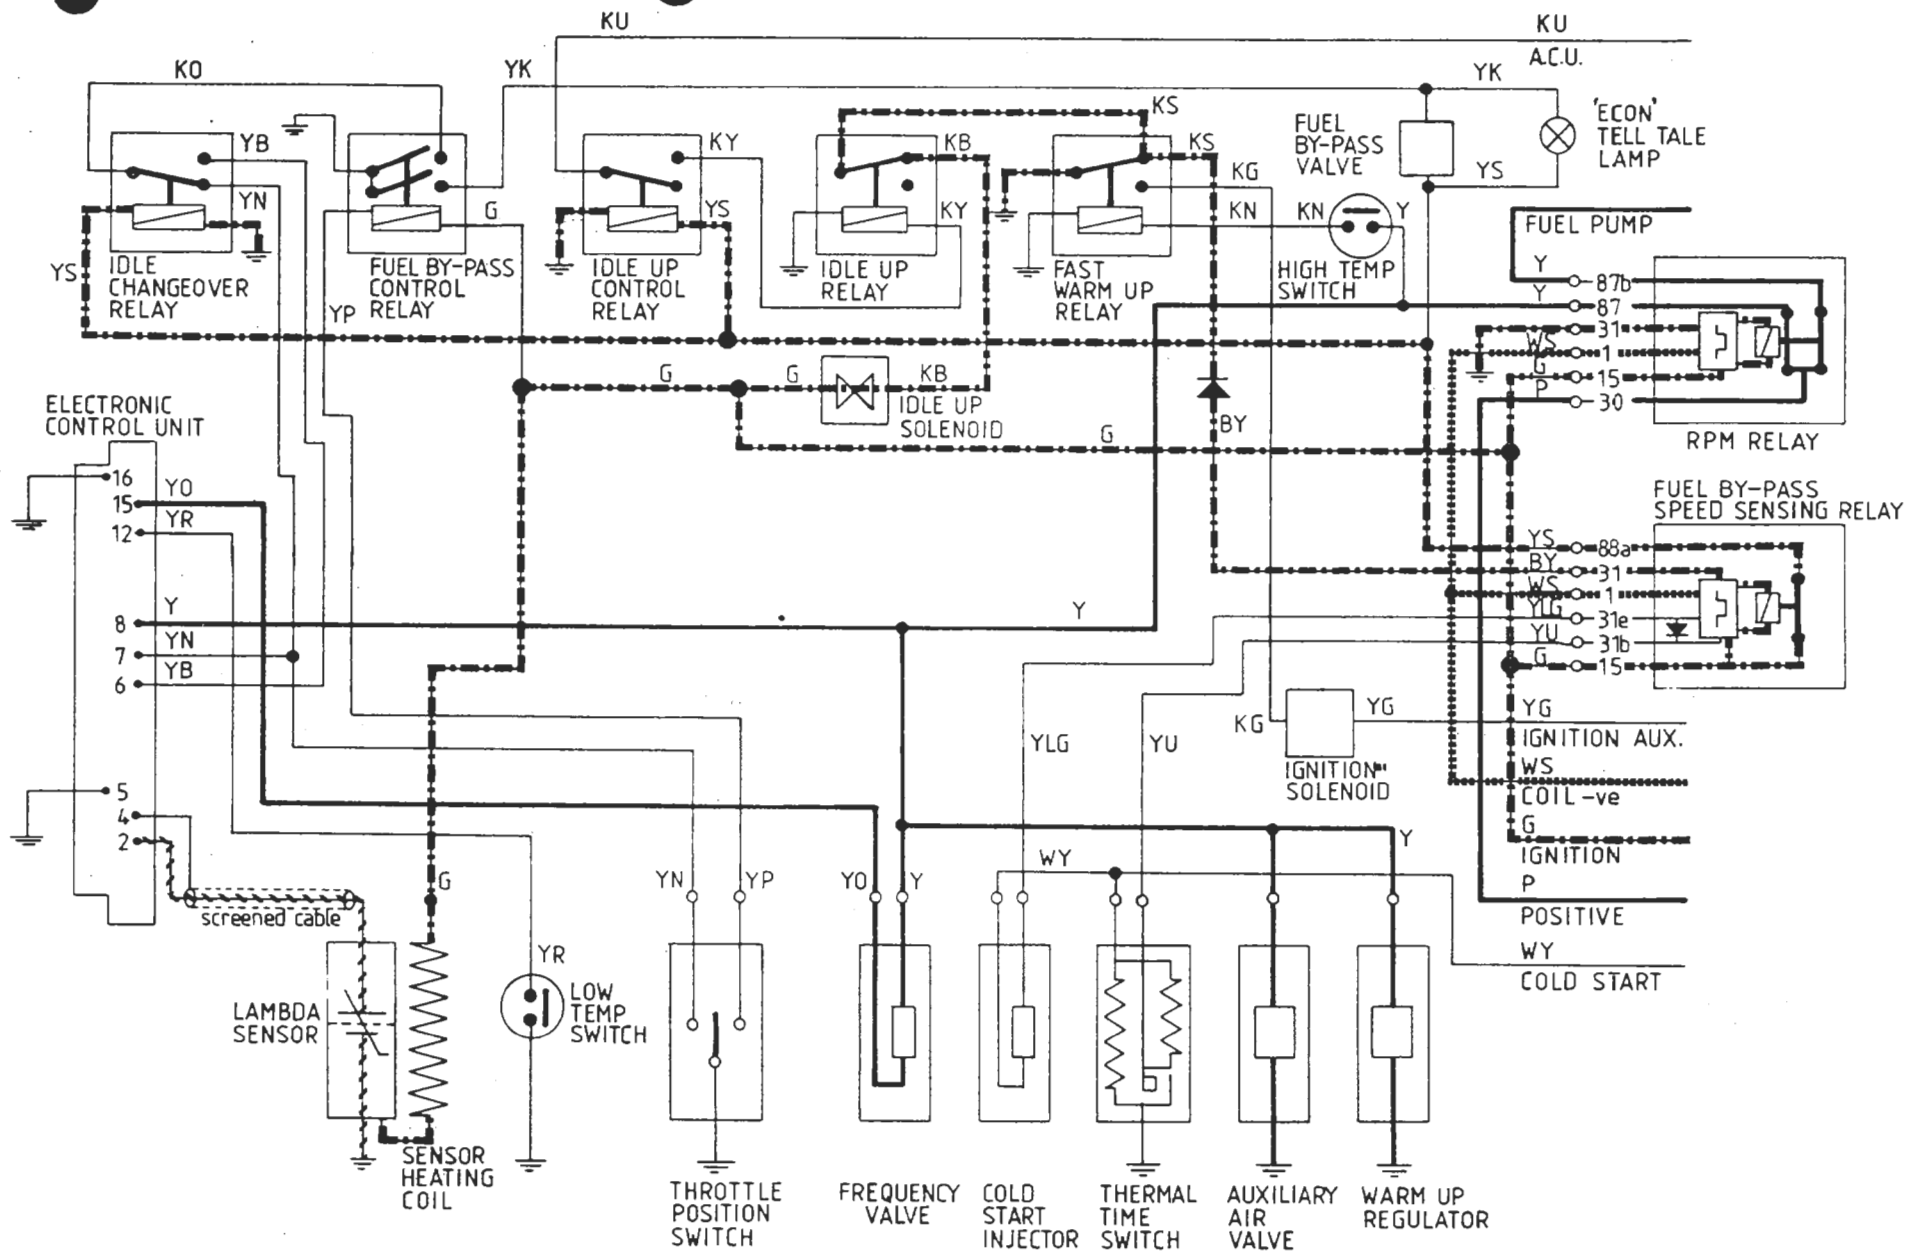 KU
KU
A.C.U.
KO
YK
YK
KS
'ECON'
TELL TALE
LAMP
FUEL
BY-PASS
VALVE
YB
KY
KB
KS
KG
YS
YN
G
YS
KY
KN
KN
Y
FUEL PUMP
YS
IDLE
CHANGEOVER
RELAY
FUEL BY-PASS
CONTROL
RELAY
YP
IDLE UP
CONTROL
RELAY
IDLE UP
RELAY
FAST
WARM UP
RELAY
HIGH TEMP
SWITCH
Y 87b
Y 87
31
WS 1
G 15
P 30
RPM RELAY
G
G
KB
IDLE UP
SOLENOID
BY
G
ELECTRONIC
CONTROL UNIT
16
15 YO
12 YR
8 Y
7 YN
6 YB
5
4
2
Y
FUEL BY-PASS
SPEED SENSING RELAY
YS 88a
BY 31
WS 1
YLG 31e
YU 31b
G 15
KG
YG
YG
IGNITION AUX.
YLG
YU
IGNITION
SOLENOID
WS
COIL -ve
G
IGNITION
Y
P
POSITIVE
WY
WY
COLD START
G
screened cable
YN
YP
YO
Y
YR
LAMBDA
SENSOR
LOW
TEMP
SWITCH
SENSOR
HEATING
COIL
THROTTLE
POSITION
SWITCH
FREQUENCY
VALVE
COLD
START
INJECTOR
THERMAL
TIME
SWITCH
AUXILIARY
AIR
VALVE
WARM UP
REGULATOR